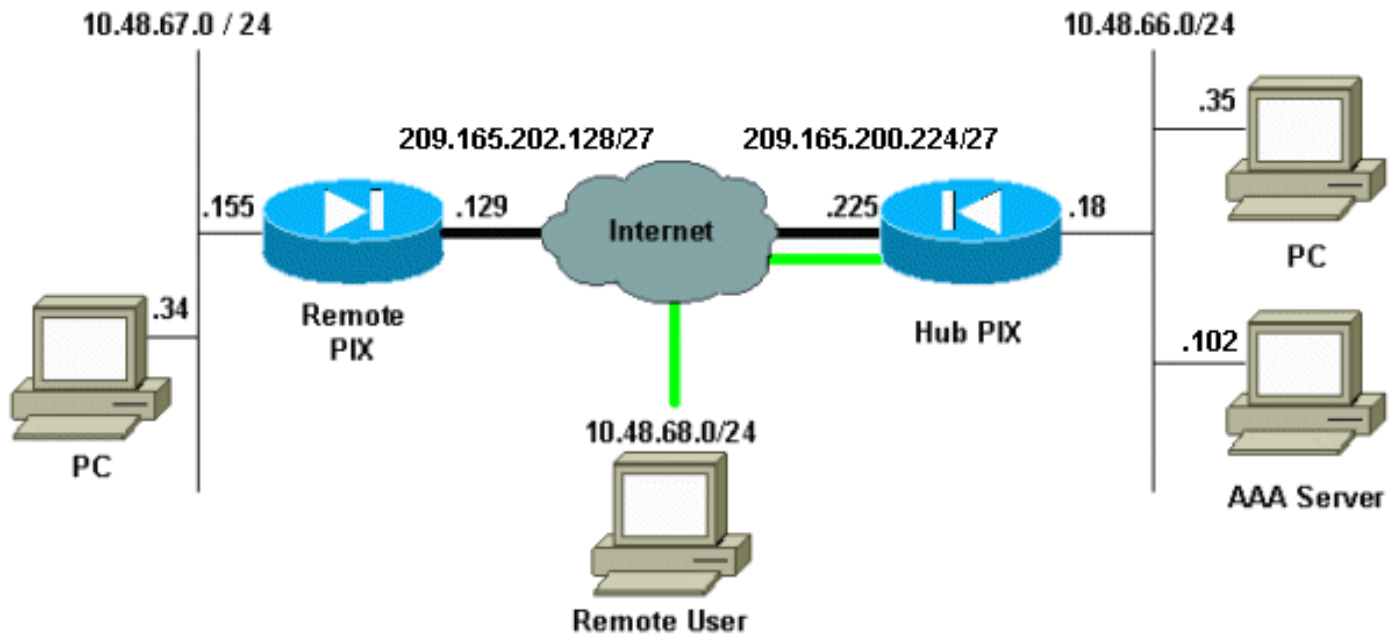 10.48.67.0 / 24
10.48.66.0/24
.35
209.165.202.128/27
209.165.200.224/27
.155
.129
Internet
.225
.18
PC
.34
Remote
PIX
Hub PIX
.102
10.48.68.0/24
PC
AAA Server
Remote User